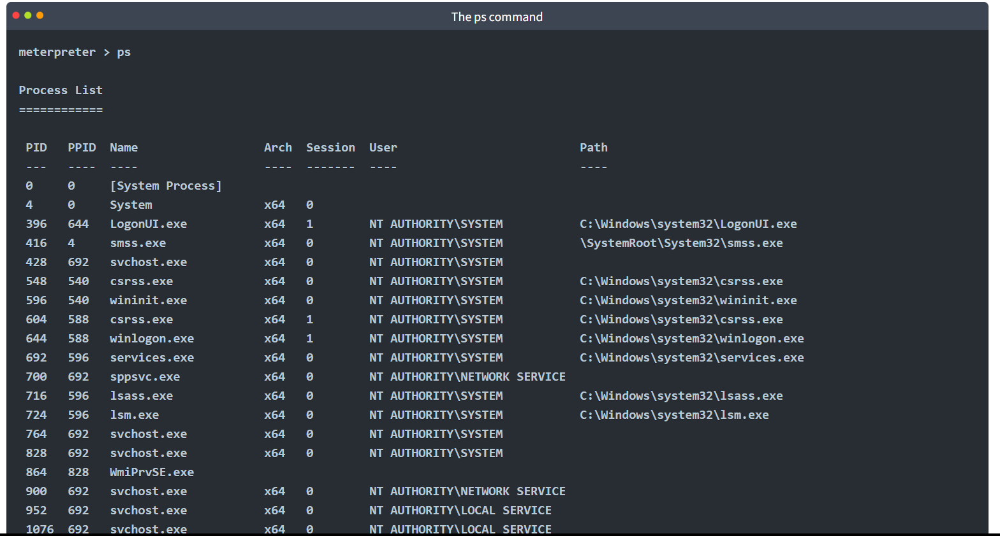 The ps command
meterpreter > ps
Process List
============
PID   PPID  Name                  Arch  Session  User                          Path
---   ----  ----                  ----  -------  ----                          ----
0     0     [System Process]
4     0     System                x64   0
396   644   LogonUI.exe           x64   1        NT AUTHORITY\SYSTEM           C:\Windows\system32\LogonUI.exe
416   4     smss.exe              x64   0        NT AUTHORITY\SYSTEM           \SystemRoot\System32\smss.exe
428   692   svchost.exe           x64   0        NT AUTHORITY\SYSTEM
548   540   csrss.exe             x64   0        NT AUTHORITY\SYSTEM           C:\Windows\system32\csrss.exe
596   540   wininit.exe           x64   0        NT AUTHORITY\SYSTEM           C:\Windows\system32\wininit.exe
604   588   csrss.exe             x64   1        NT AUTHORITY\SYSTEM           C:\Windows\system32\csrss.exe
644   588   winlogon.exe          x64   1        NT AUTHORITY\SYSTEM           C:\Windows\system32\winlogon.exe
692   596   services.exe          x64   0        NT AUTHORITY\SYSTEM           C:\Windows\system32\services.exe
700   692   sppsvc.exe            x64   0        NT AUTHORITY\NETWORK SERVICE
716   596   lsass.exe             x64   0        NT AUTHORITY\SYSTEM           C:\Windows\system32\lsass.exe
724   596   lsm.exe               x64   0        NT AUTHORITY\SYSTEM           C:\Windows\system32\lsm.exe
764   692   svchost.exe           x64   0        NT AUTHORITY\SYSTEM
828   692   svchost.exe           x64   0        NT AUTHORITY\SYSTEM
864   828   WmiPrvSE.exe
900   692   svchost.exe           x64   0        NT AUTHORITY\NETWORK SERVICE
952   692   svchost.exe           x64   0        NT AUTHORITY\LOCAL SERVICE
1076  692   svchost.exe           x64   0        NT AUTHORITY\LOCAL SERVICE